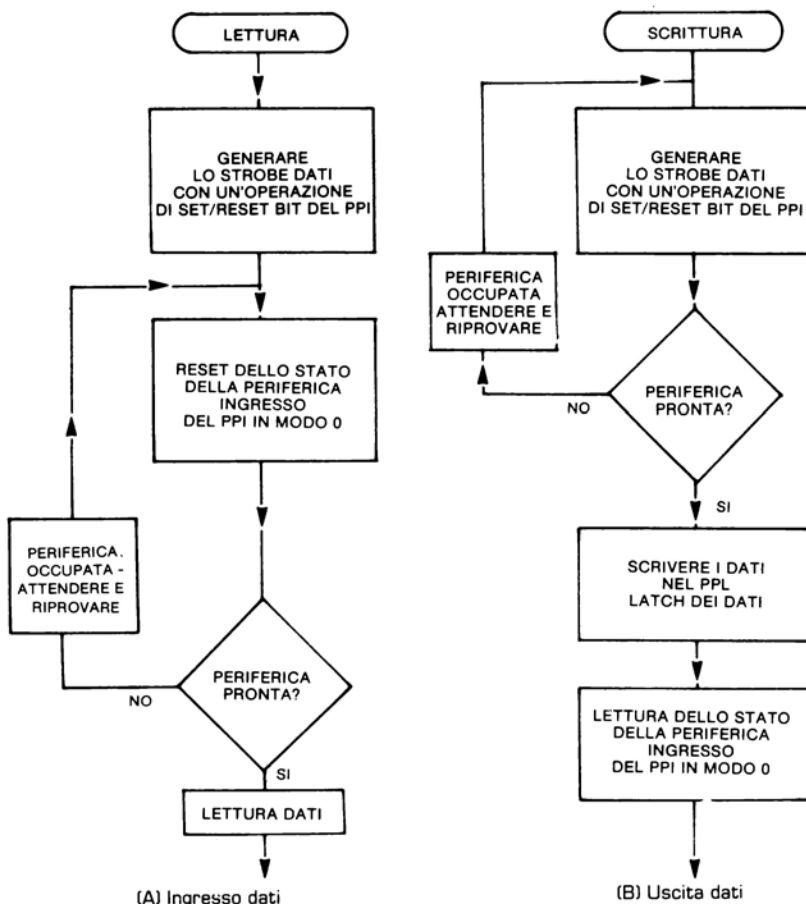 LETTURA
GENERARE
LO STROBE DATI
CON UN'OPERAZIONE
DI SET/RESET BIT DEL PPI
RESET DELLO STATO
DELLA PERIFERICA
INGRESSO
DEL PPI IN MODO 0
PERIFERICA.
OCCUPATA -
ATTENDERE E
RIPROVARE
PERIFERICA
PRONTA?
NO
SI
LETTURA DATI
(A) Ingresso dati
SCRITTURA
GENERARE
LO STROBE DATI
CON UN'OPERAZIONE
DI SET/RESET BIT DEL PPI
PERIFERICA
OCCUPATA
ATTENDERE E
RIPROVARE
PERIFERICA
PRONTA?
NO
SI
SCRIVERE I DATI
NEL PPL
LATCH DEI DATI
LETTURA DELLO STATO
DELLA PERIFERICA
INGRESSO
DEL PPI IN MODO 0
(B) Uscita dati